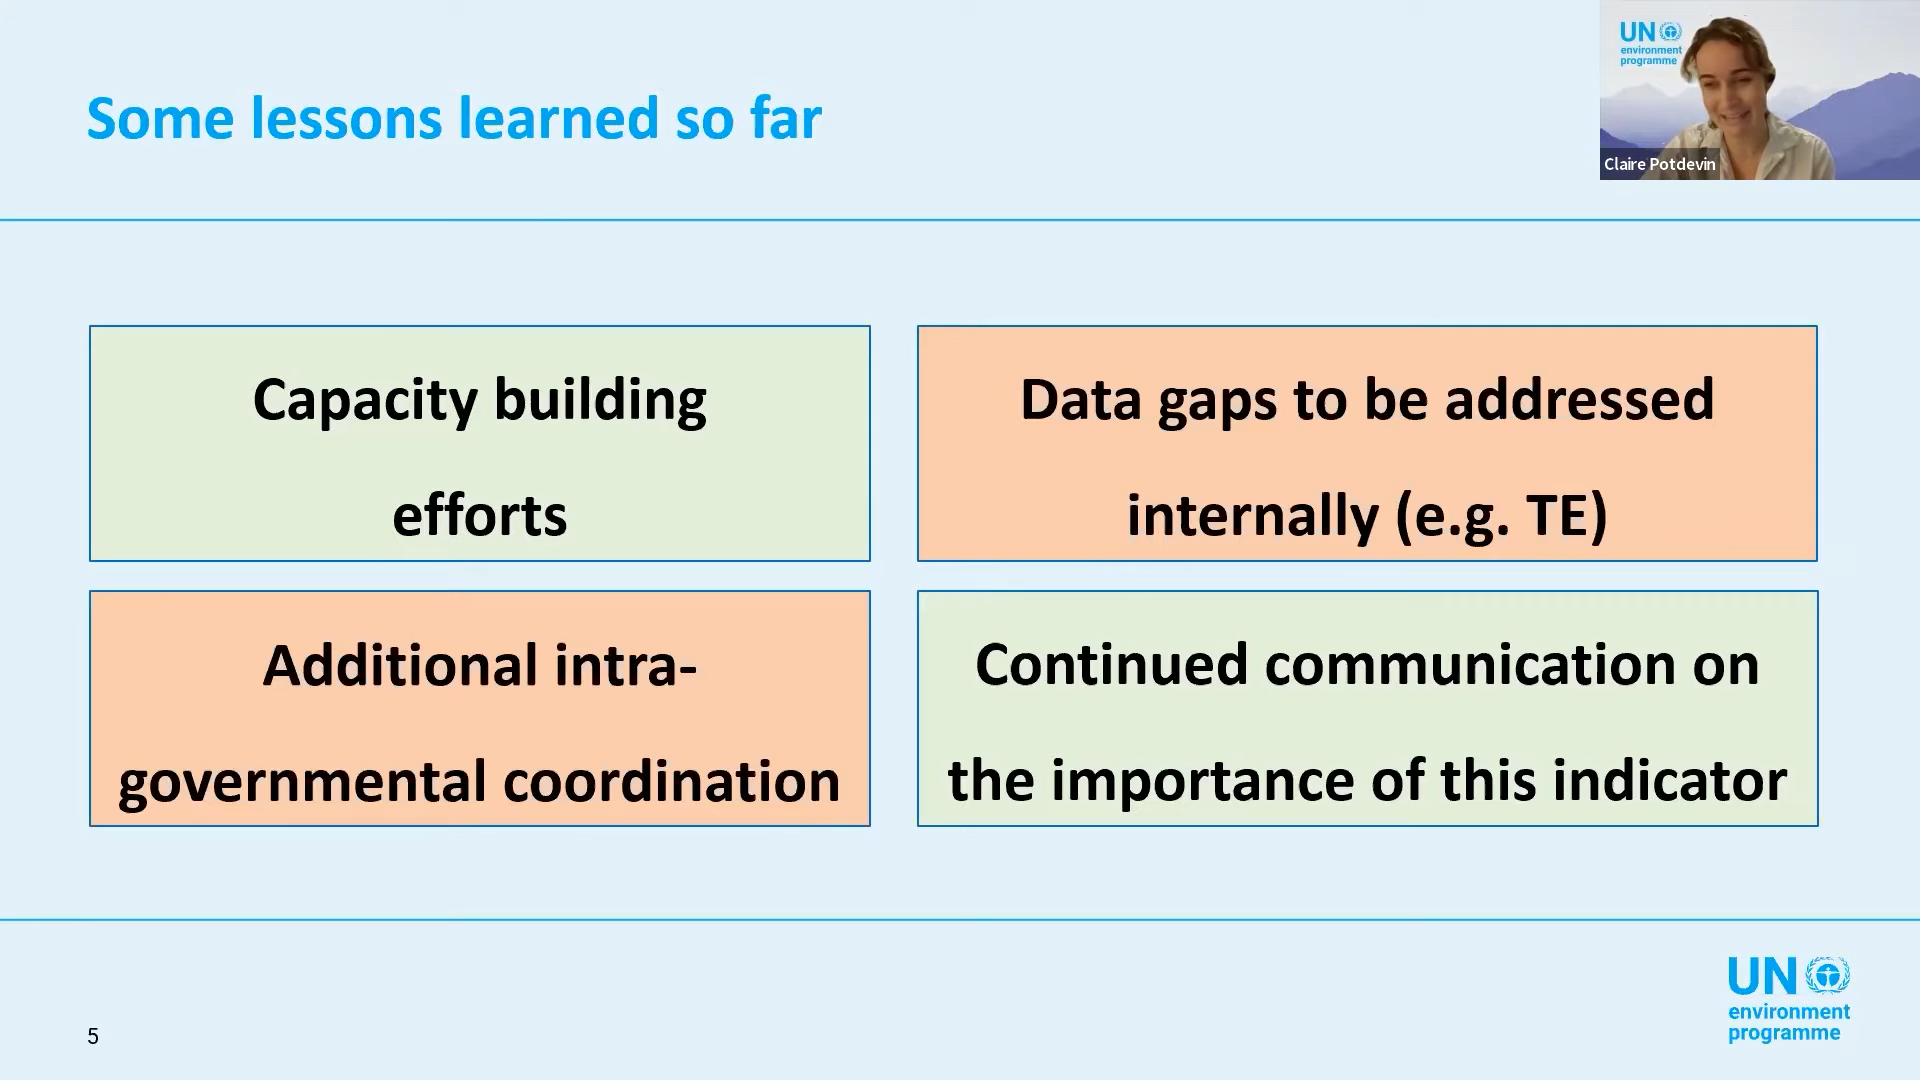 Some lessons learned so far
UN
environment
programme
Claire Potdevin
Capacity building
efforts
Data gaps to be addressed
internally (e.g. TE)
Additional intra-
governmental coordination
Continued communication on
the importance of this indicator
UN
environment
programme
5